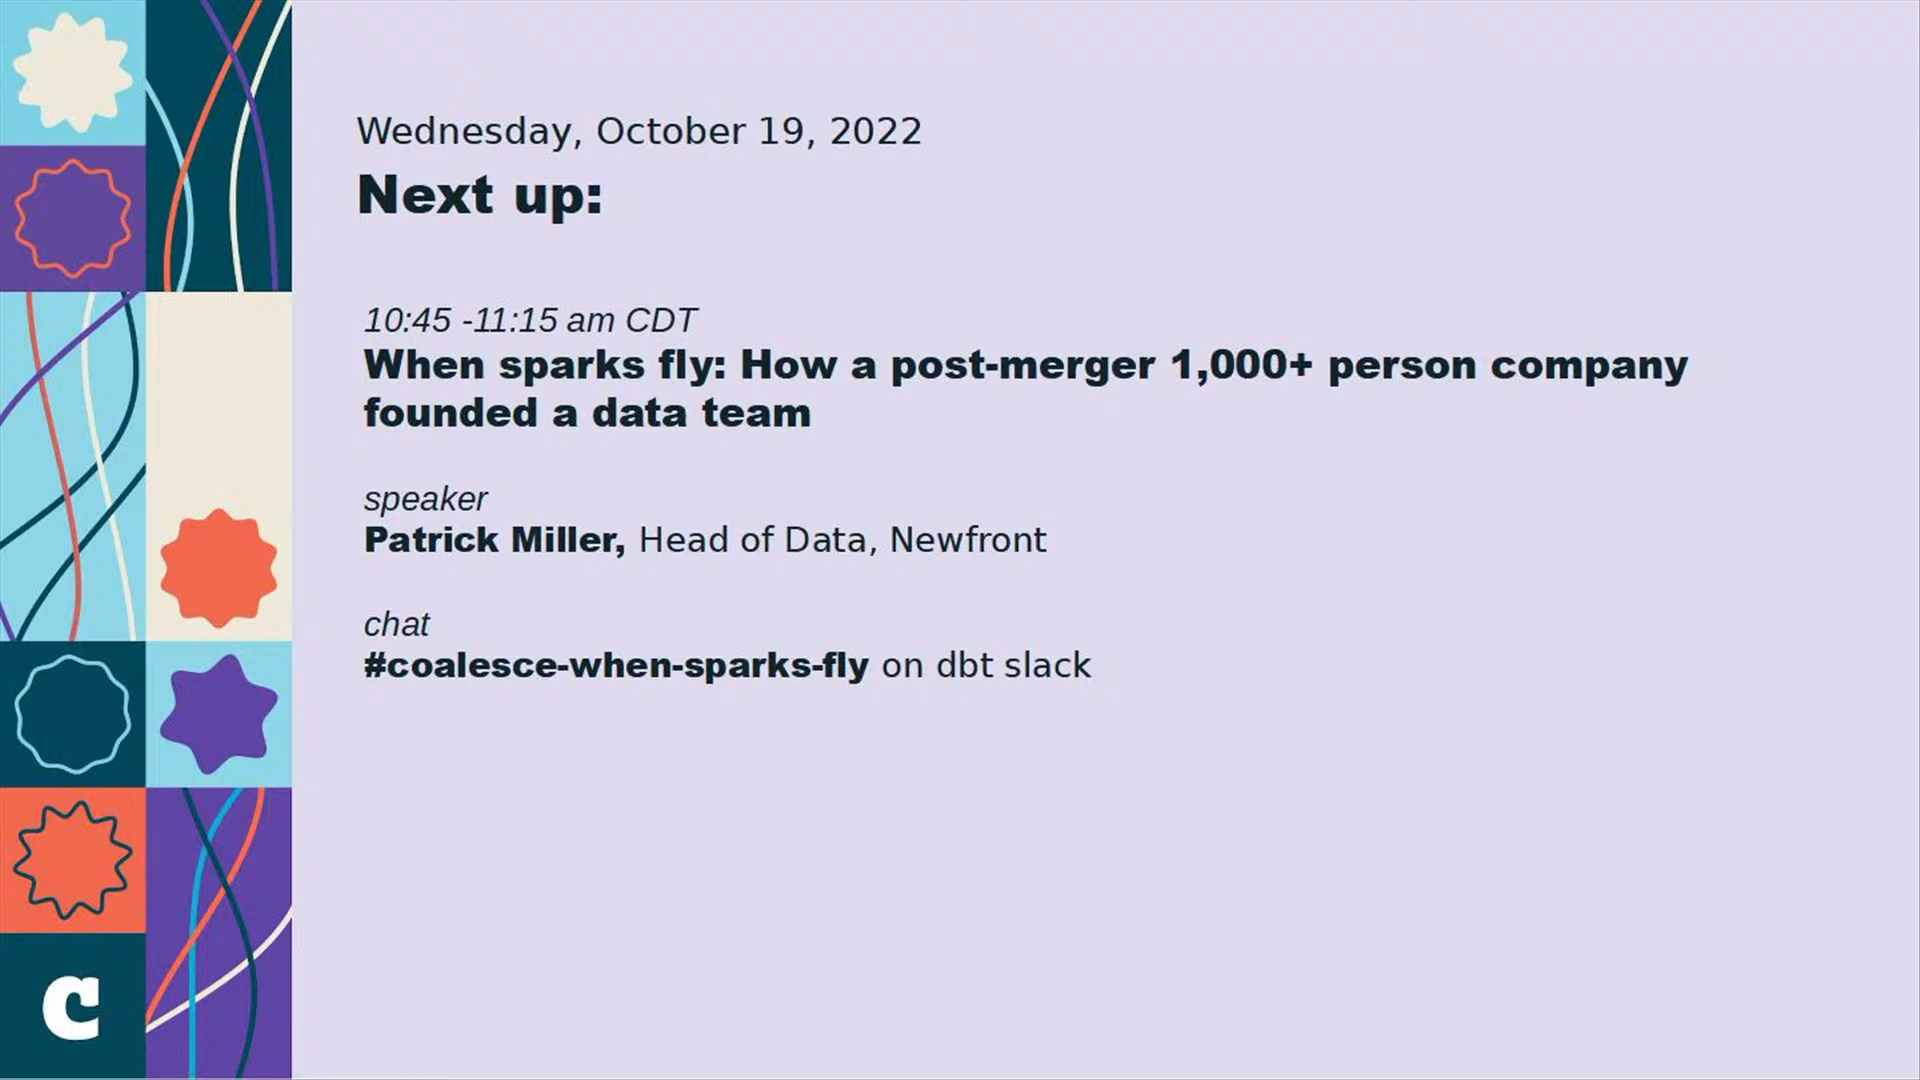 Wednesday, October 19, 2022
Next up:
10:45 -11:15 am CDT
When sparks fly: How a post-merger 1,000+ person company
founded a data team
speaker
Patrick Miller, Head of Data, Newfront
chat
#coalesce-when-sparks-fly on dbt slack
c